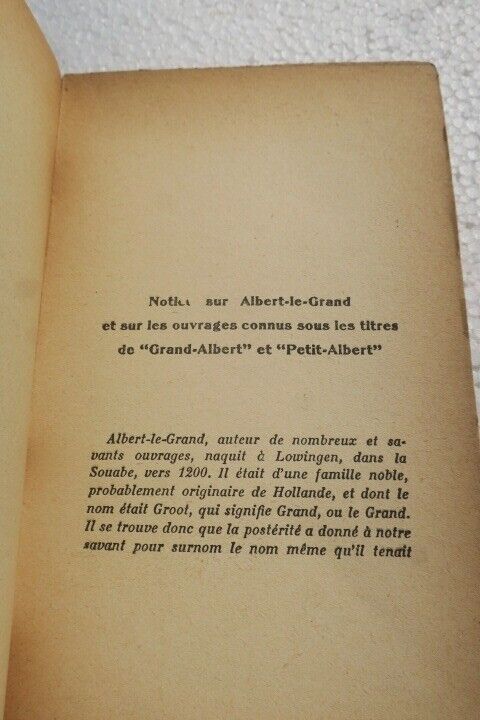 Notice sur Albert-le-Grand
et sur les ouvrages connus sous les titres
de “Grand-Albert” et “Petit-Albert”
Albert-le-Grand, auteur de nombreux et sa-
vants ouvrages, naquit à Lowingen, dans la
Souabe, vers 1200. Il était d'une famille noble,
probablement originaire de Hollande, et dont le
nom était Groot, qui signifie Grand, ou le Grand.
Il se trouve donc que la postérité a donné à notre
savant pour surnom le nom même qu'il tenait